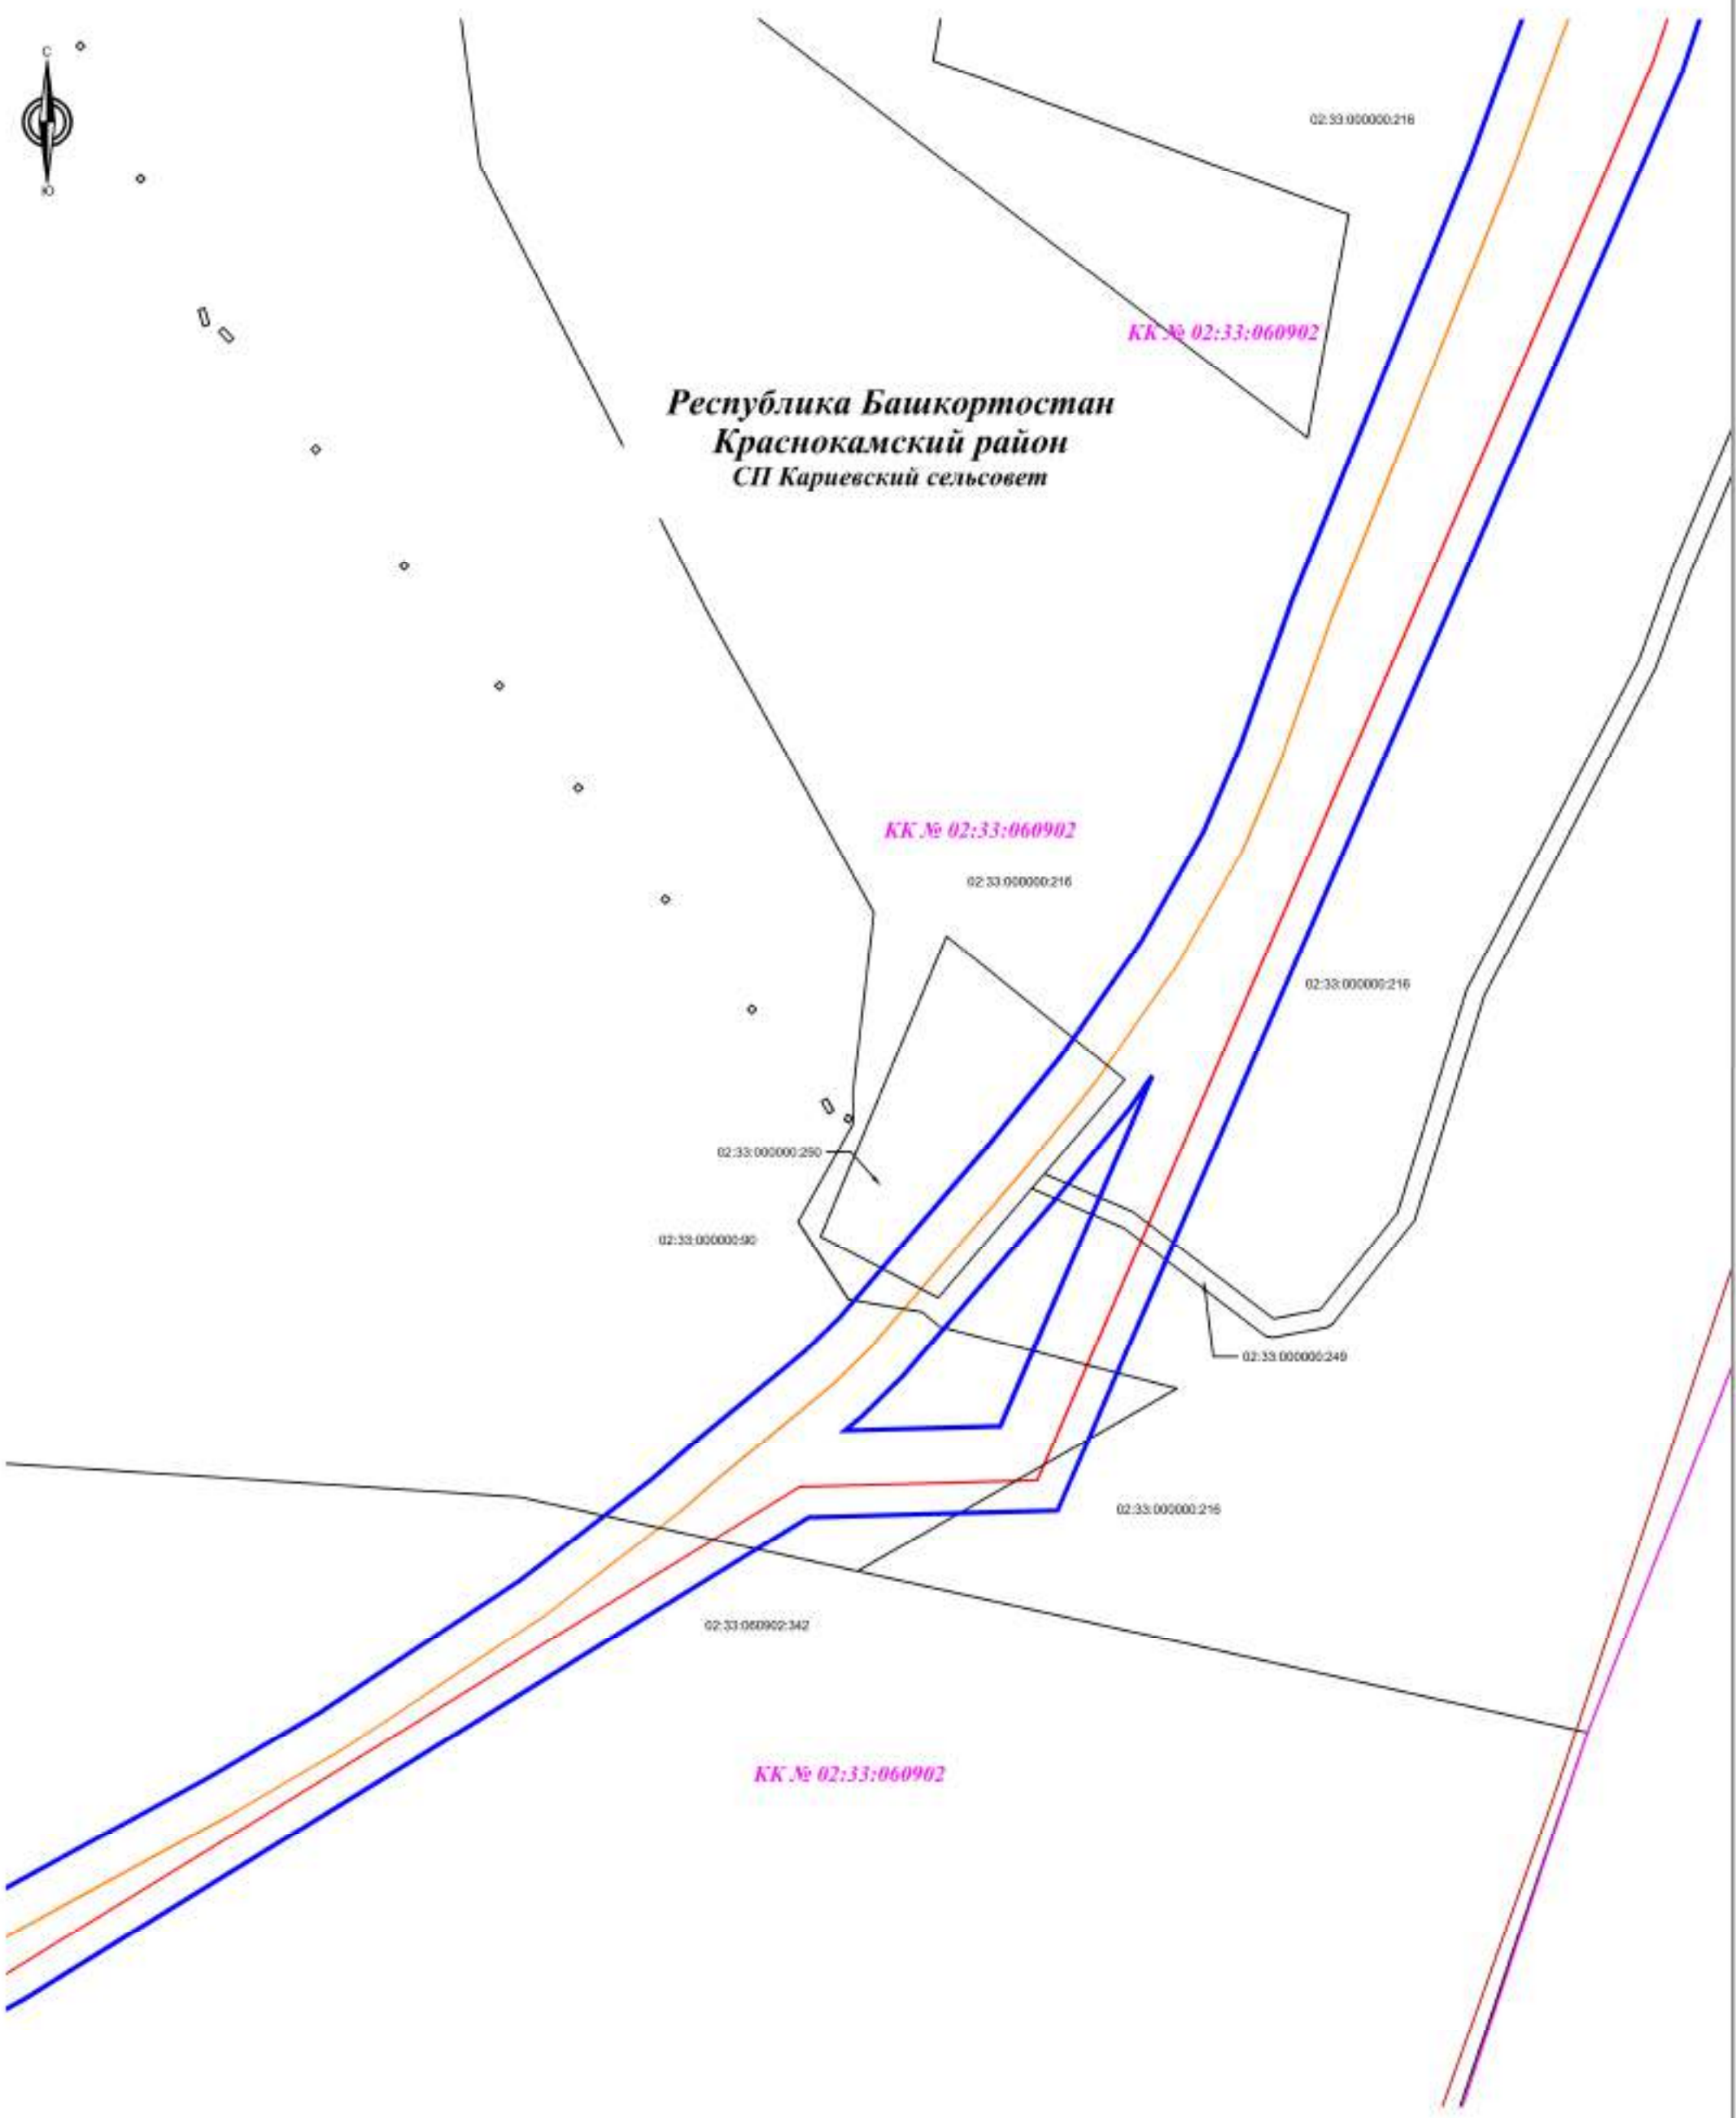 С
Ю
02:33:000000:216
КК № 02:33:060902
Республика Башкортостан
Краснокамский район
СП Кариевский сельсовет
КК № 02:33:060902
02:33:000000:216
02:33:000000:216
02:33:000000:250
02:33:000000:90
02:33:000000:249
02:33:000000:216
02:33:060902:342
КК № 02:33:060902